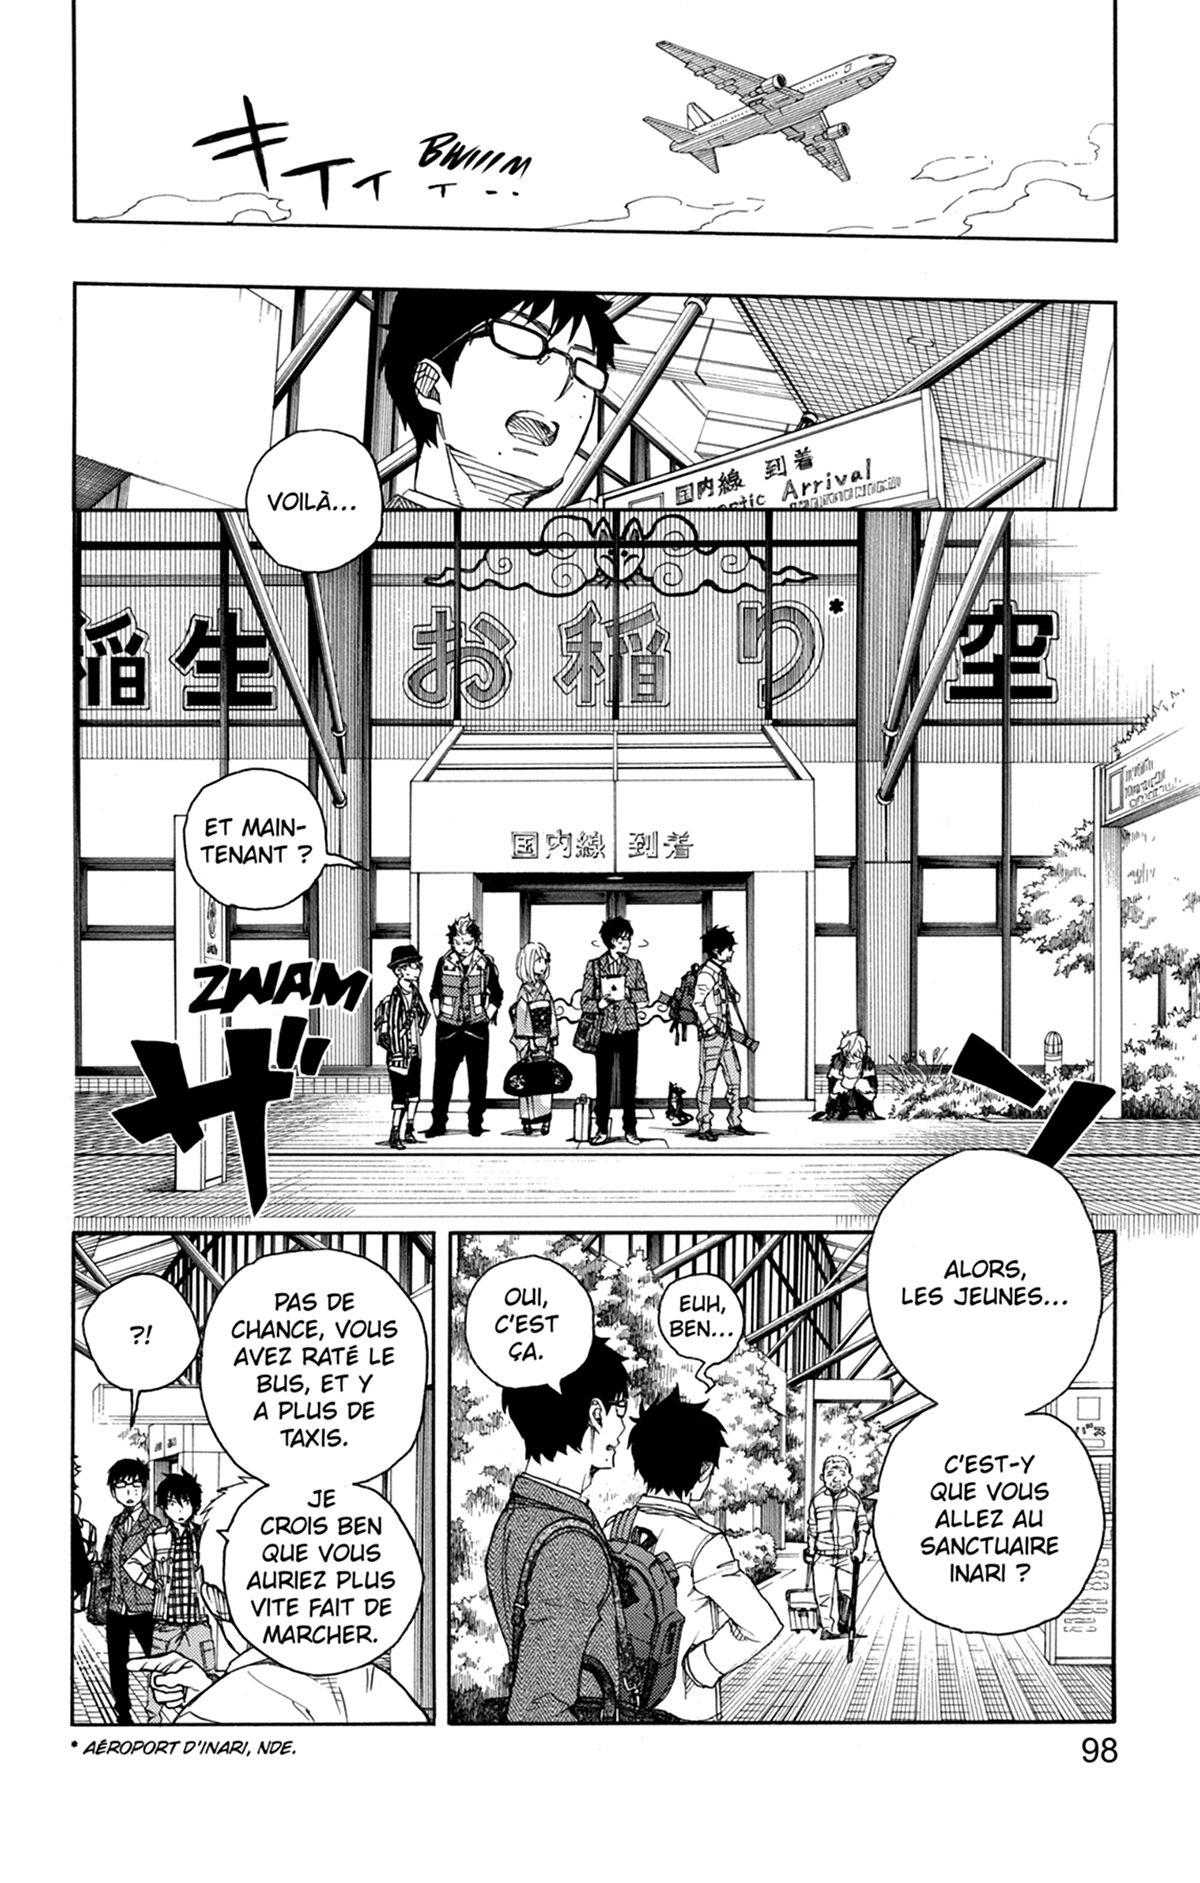 キイイイ..
BWIIIM
VOILÀ...
国内線 到着
Arrival
稲生 お稲り* 空
ET MAIN-
TENANT ?
国内線 到着
ZWAM
ザッ
ALORS,
LES JEUNES...
C'EST-Y
QUE VOUS
ALLEZ AU
SANCTUAIRE
INARI ?
EUH,
BEN...
OUI,
C'EST
ÇA.
バス
PAS DE
CHANCE, VOUS
AVEZ RATÉ LE
BUS, ET Y
A PLUS DE
TAXIS.
JE
CROIS BEN
QUE VOUS
AURIEZ PLUS
VITE FAIT DE
MARCHER.
?!
* AÉROPORT D'INARI, NDE.
98